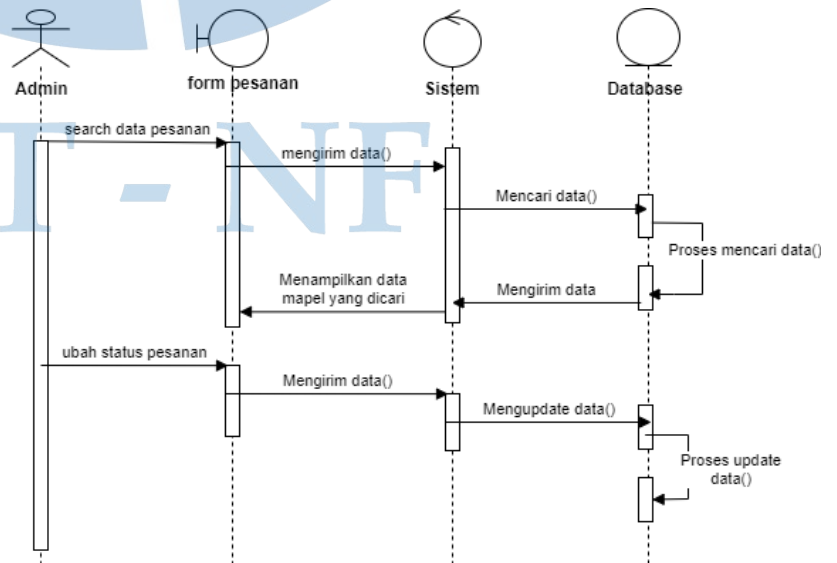 Admin
form pesanan
Sistem
Database
search data pesanan
mengirim data()
Mencari data()
Proses mencari data()
Menampilkan data
mapel yang dicari
Mengirim data
ubah status pesanan
Mengirim data()
Mengupdate data()
Proses update
data()
T - NF